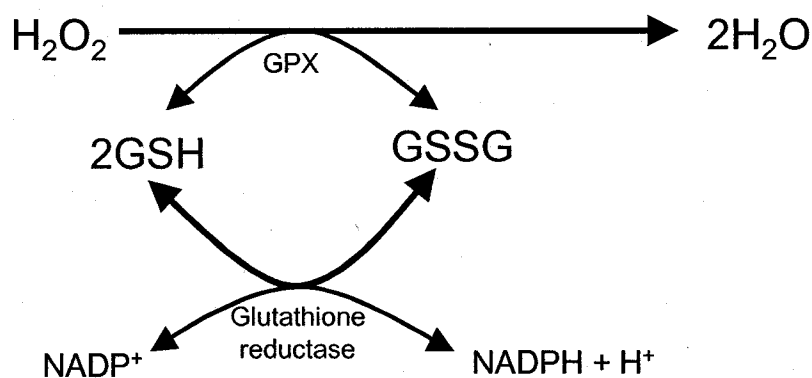 H₂O₂ 2H₂O
GPX
2GSH GSSG
Glutathione
reductase
NADP⁺ NADPH + H⁺